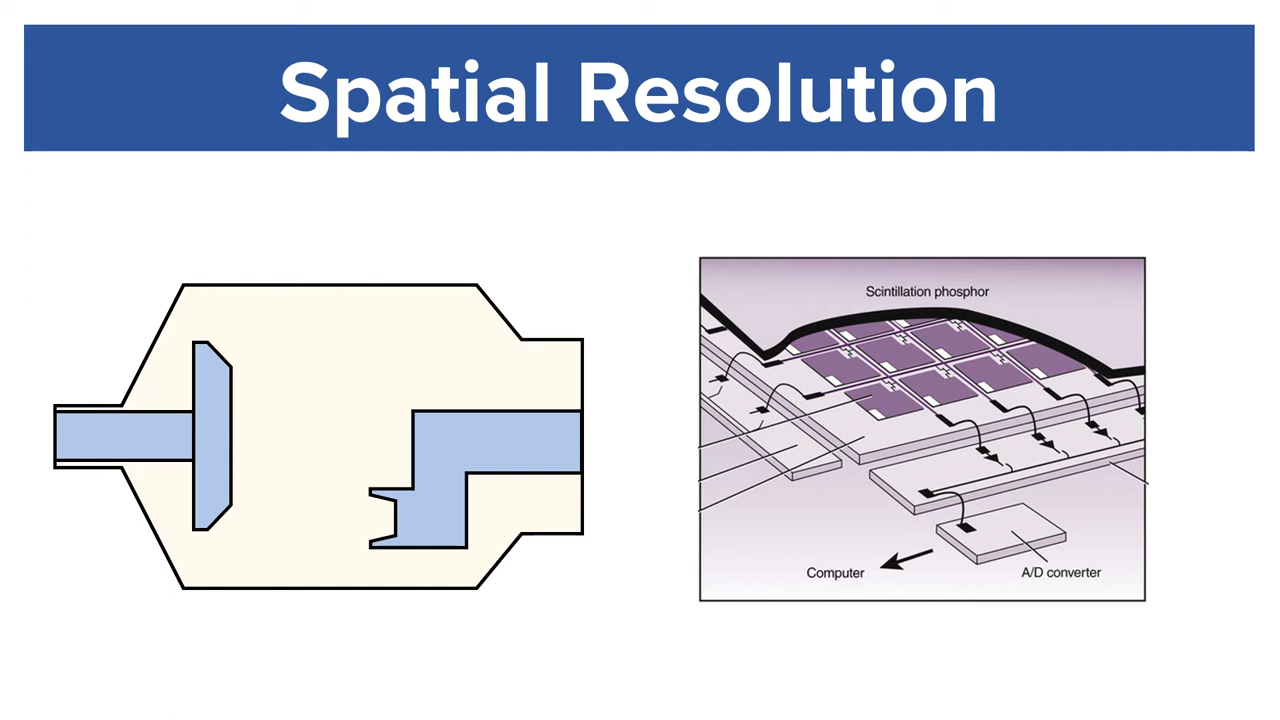 Spatial Resolution
Scintillation phosphor
Computer
A/D converter